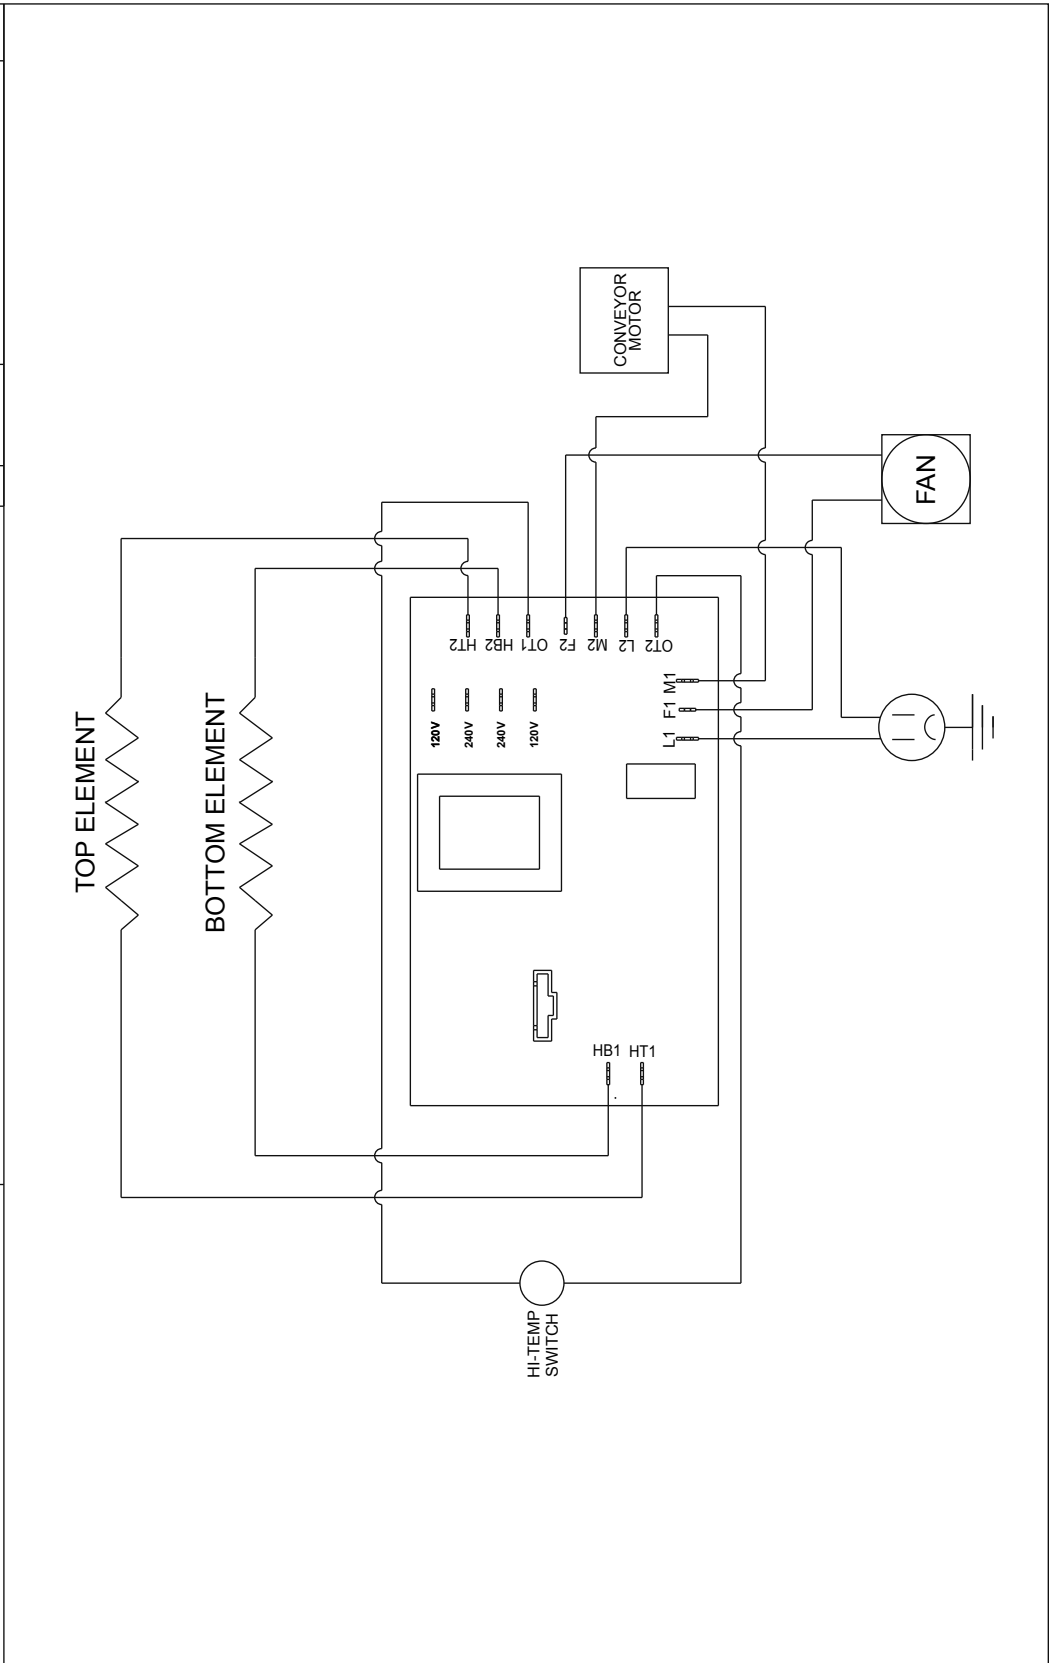 TOP ELEMENT
BOTTOM ELEMENT
CONVEYOR
MOTOR
FAN
HT2
HB2
OT1
F2
M2
L2
OT2
120V
240V
240V
120V
L1
F1
M1
HB1
HT1
HI-TEMP
SWITCH